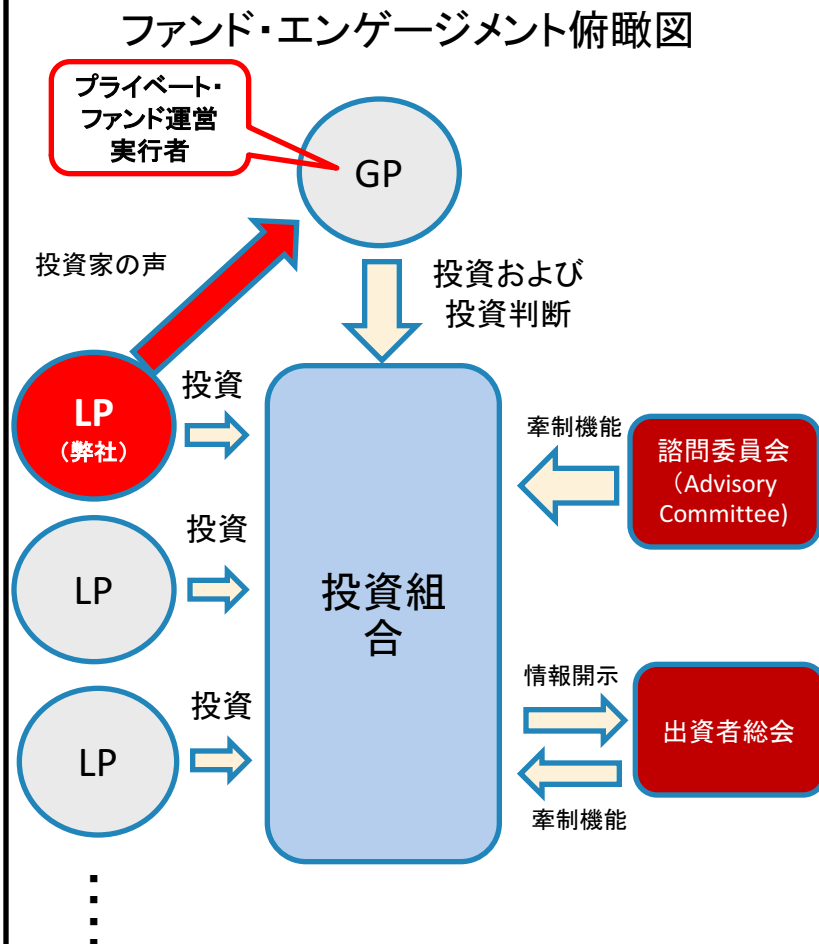 ファンド・エンゲージメント俯瞰図
プライベート・
ファンド運営
実行者
GP
投資家の声
投資および
投資判断
LP
（弊社）
投資
牽制機能
諮問委員会
（Advisory
Committee)
LP
投資
投資組
合
LP
投資
情報開示
出資者総会
牽制機能